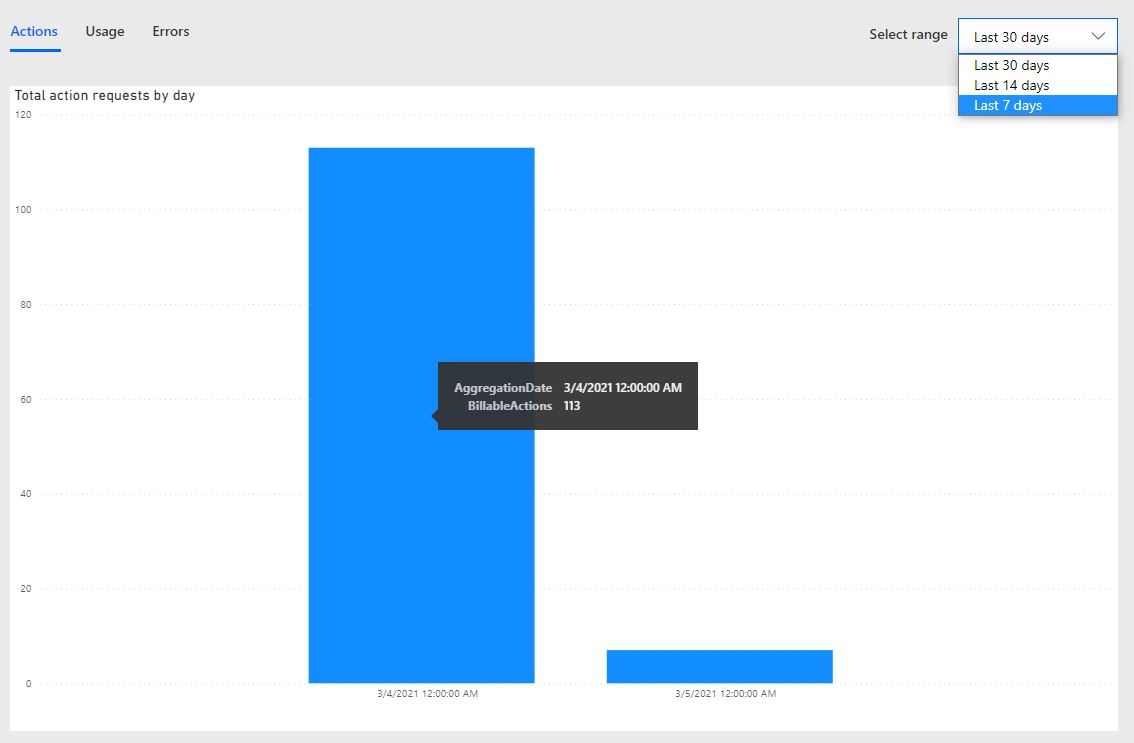 Actions Usage Errors Select range Last 30 days
Last 30 days
Last 14 days
Last 7 days
Total action requests by day
120
100
80
60
AggregationDate 3/4/2021 12:00:00 AM
BillableActions 113
40
20
0
3/4/2021 12:00:00 AM 3/5/2021 12:00:00 AM